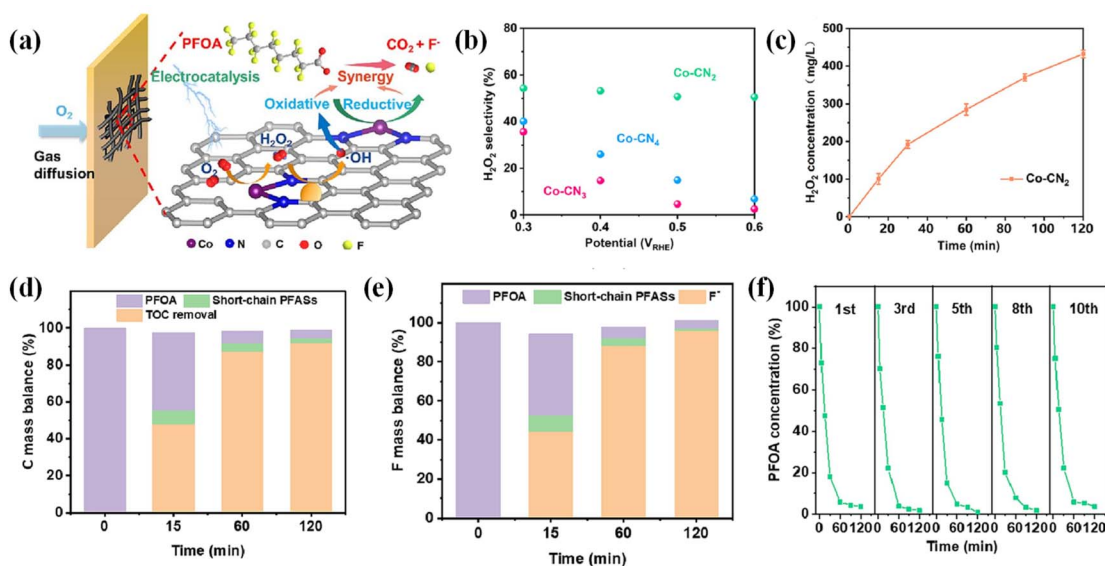 (a)
PFOA
CO₂ + F⁻
Electrocatalysis
Synergy
Oxidative
Reductive
O₂
Gas
diffusion
H₂O₂
O₂
·OH
Co N C O F
(b)
H₂O₂ selectivity (%)
80
60
40
20
0
Co-CN₂
Co-CN₄
Co-CN₃
0.3 0.4 0.5 0.6
Potential (V_RHE)
(c)
H₂O₂ concentration (mg/L)
500
400
300
200
100
0
Co-CN₂
0 20 40 60 80 100 120
Time (min)
(d)
C mass balance (%)
PFOA Short-chain PFASs
TOC removal
100
80
60
40
20
0
0 15 60 120
Time (min)
(e)
F mass balance (%)
PFOA Short-chain PFASs F⁻
100
80
60
40
20
0
0 15 60 120
Time (min)
(f)
PFOA concentration (%)
100
80
60
40
20
0
1st 3rd 5th 8th 10th
0 60 120 0 60 120 0 60 120 0 60 120 0 60 120
Time (min)